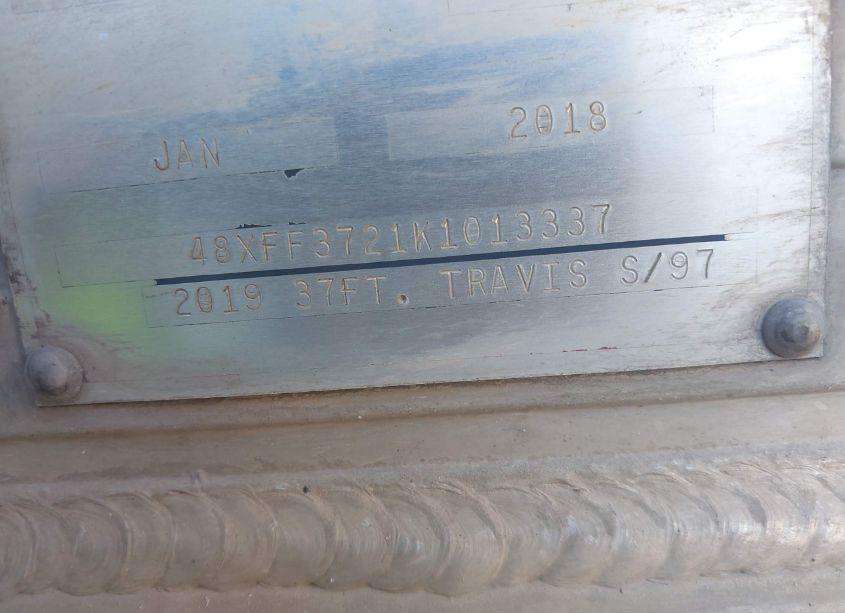 JAN 2018
48XFF3721K1013337
2019 37FT. TRAVIS S/97